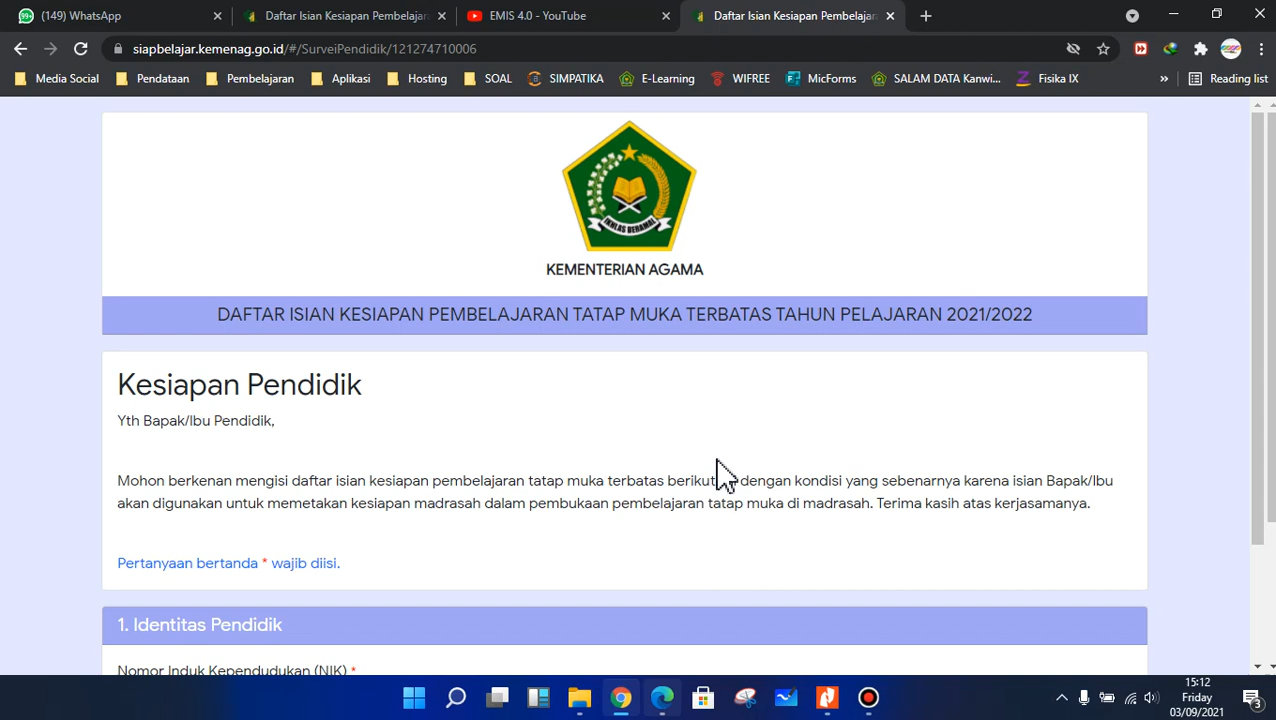 99+ (149) WhatsApp
Daftar Isian Kesiapan Pembelajar
EMIS 4.0 - YouTube
Daftar Isian Kesiapan Pembelajar
siapbelajar.kemenag.go.id/#/SurveiPendidik/121274710006
Media Social
Pendataan
Pembelajaran
Aplikasi
Hosting
SOAL
SIMPATIKA
E-Learning
WIFREE
MicForms
SALAM DATA Kanwi...
Fisika IX
»
Reading list
IKHLAS BERAMAL
KEMENTERIAN AGAMA
DAFTAR ISIAN KESIAPAN PEMBELAJARAN TATAP MUKA TERBATAS TAHUN PELAJARAN 2021/2022
Kesiapan Pendidik
Yth Bapak/Ibu Pendidik,
Mohon berkenan mengisi daftar isian kesiapan pembelajaran tatap muka terbatas berikut dengan kondisi yang sebenarnya karena isian Bapak/Ibu
akan digunakan untuk memetakan kesiapan madrasah dalam pembukaan pembelajaran tatap muka di madrasah. Terima kasih atas kerjasamanya.
Pertanyaan bertanda * wajib diisi.
1. Identitas Pendidik
Nomor Induk Kependudukan (NIK) *
15:12
Friday
03/09/2021
3